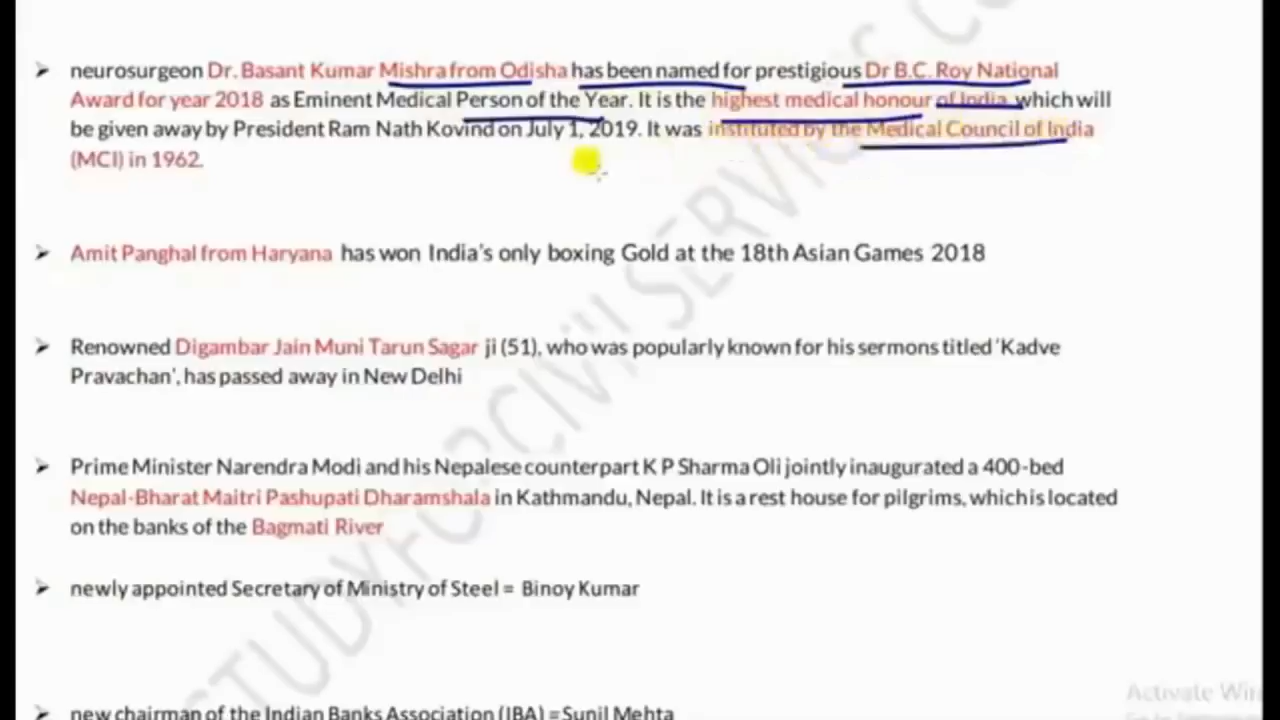 ➤ neurosurgeon Dr. Basant Kumar Mishra from Odisha has been named for prestigious Dr B.C. Roy National
Award for year 2018 as Eminent Medical Person of the Year. It is the highest medical honour of India which will
be given away by President Ram Nath Kovind on July 1, 2019. It was instituted by the Medical Council of India
(MCI) in 1962.
➤ Amit Panghal from Haryana has won India's only boxing Gold at the 18th Asian Games 2018
➤ Renowned Digambar Jain Muni Tarun Sagar ji (51), who was popularly known for his sermons titled 'Kadve
Pravachan', has passed away in New Delhi
➤ Prime Minister Narendra Modi and his Nepalese counterpart K P Sharma Oli jointly inaugurated a 400-bed
Nepal-Bharat Maitri Pashupati Dharamshala in Kathmandu, Nepal. It is a rest house for pilgrims, which is located
on the banks of the Bagmati River
➤ newly appointed Secretary of Ministry of Steel = Binoy Kumar
➤ new chairman of the Indian Banks Association (IBA) = Sunil Mehta
STUDYFORCIVILSERVICES
Activate Win